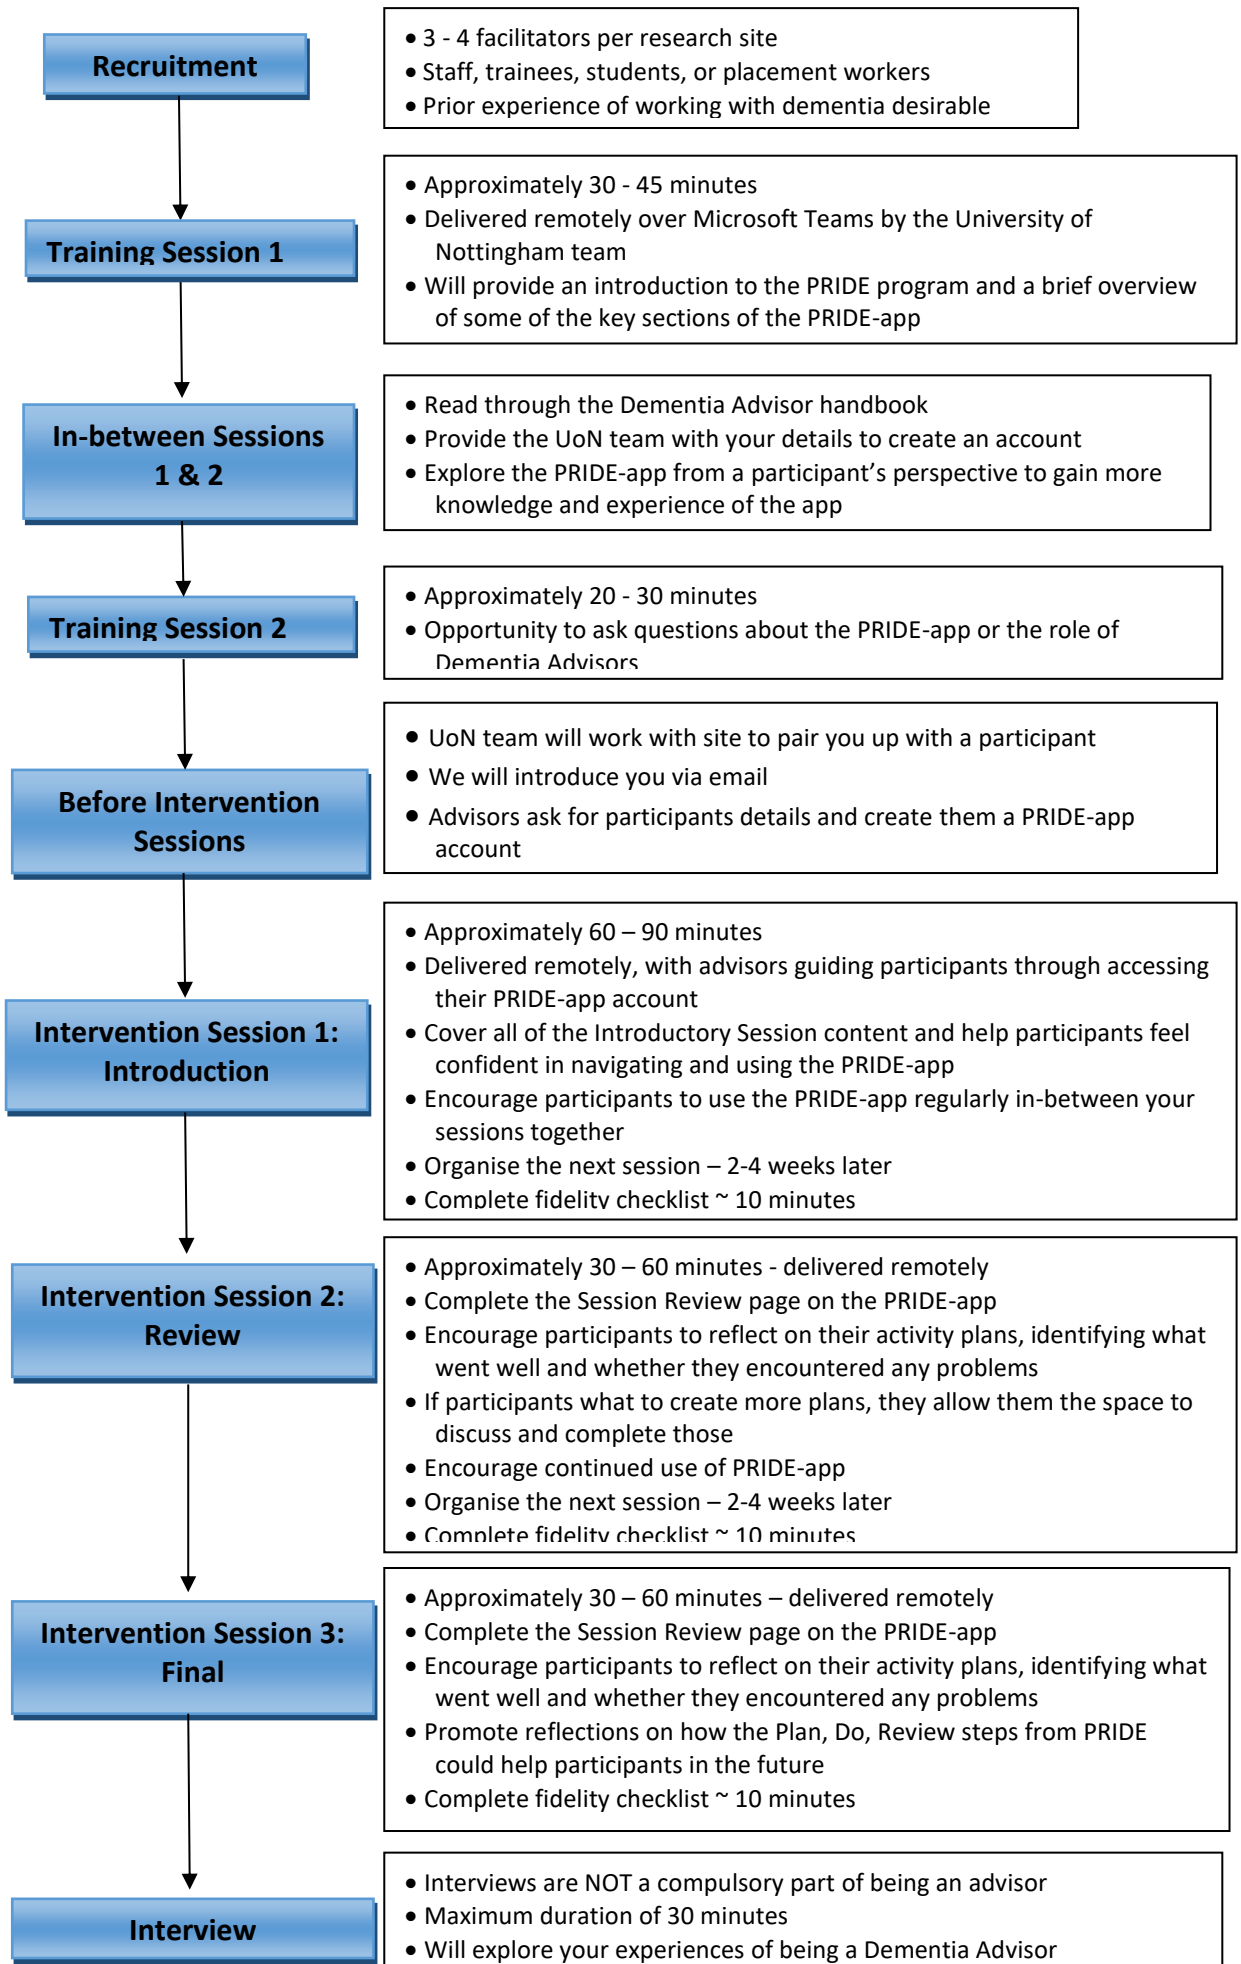 Recruitment
• 3 - 4 facilitators per research site
• Staff, trainees, students, or placement workers
• Prior experience of working with dementia desirable
Training Session 1
• Approximately 30 - 45 minutes
• Delivered remotely over Microsoft Teams by the University of
Nottingham team
• Will provide an introduction to the PRIDE program and a brief overview
of some of the key sections of the PRIDE-app
In-between Sessions
1 & 2
• Read through the Dementia Advisor handbook
• Provide the UoN team with your details to create an account
• Explore the PRIDE-app from a participant’s perspective to gain more
knowledge and experience of the app
Training Session 2
• Approximately 20 - 30 minutes
• Opportunity to ask questions about the PRIDE-app or the role of
Dementia Advisors
Before Intervention
Sessions
• UoN team will work with site to pair you up with a participant
• We will introduce you via email
• Advisors ask for participants details and create them a PRIDE-app
account
Intervention Session 1:
Introduction
• Approximately 60 – 90 minutes
• Delivered remotely, with advisors guiding participants through accessing
their PRIDE-app account
• Cover all of the Introductory Session content and help participants feel
confident in navigating and using the PRIDE-app
• Encourage participants to use the PRIDE-app regularly in-between your
sessions together
• Organise the next session – 2-4 weeks later
• Complete fidelity checklist ~ 10 minutes
Intervention Session 2:
Review
• Approximately 30 – 60 minutes - delivered remotely
• Complete the Session Review page on the PRIDE-app
• Encourage participants to reflect on their activity plans, identifying what
went well and whether they encountered any problems
• If participants what to create more plans, they allow them the space to
discuss and complete those
• Encourage continued use of PRIDE-app
• Organise the next session – 2-4 weeks later
• Complete fidelity checklist ~ 10 minutes
Intervention Session 3:
Final
• Approximately 30 – 60 minutes – delivered remotely
• Complete the Session Review page on the PRIDE-app
• Encourage participants to reflect on their activity plans, identifying what
went well and whether they encountered any problems
• Promote reflections on how the Plan, Do, Review steps from PRIDE
could help participants in the future
• Complete fidelity checklist ~ 10 minutes
Interview
• Interviews are NOT a compulsory part of being an advisor
• Maximum duration of 30 minutes
• Will explore your experiences of being a Dementia Advisor